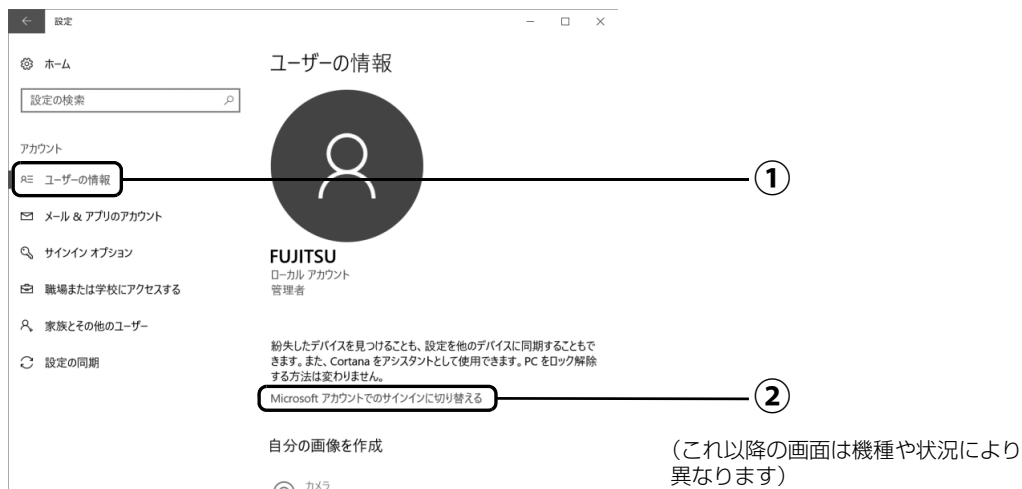 設定
ホーム
設定の検索
アカウント
ユーザーの情報
メール & アプリのアカウント
サインイン オプション
職場または学校にアクセスする
家族とその他のユーザー
設定の同期
ユーザーの情報
FUJITSU
ローカル アカウント
管理者
紛失したデバイスを見つけることも、設定を他のデバイスに同期することもで
きます。また、Cortana をアシスタントとして使用できます。PC をロック解除
する方法は変わりません。
Microsoft アカウントでのサインインに切り替える
自分の画像を作成
カメラ
①
②
（これ以降の画面は機種や状況により
異なります）